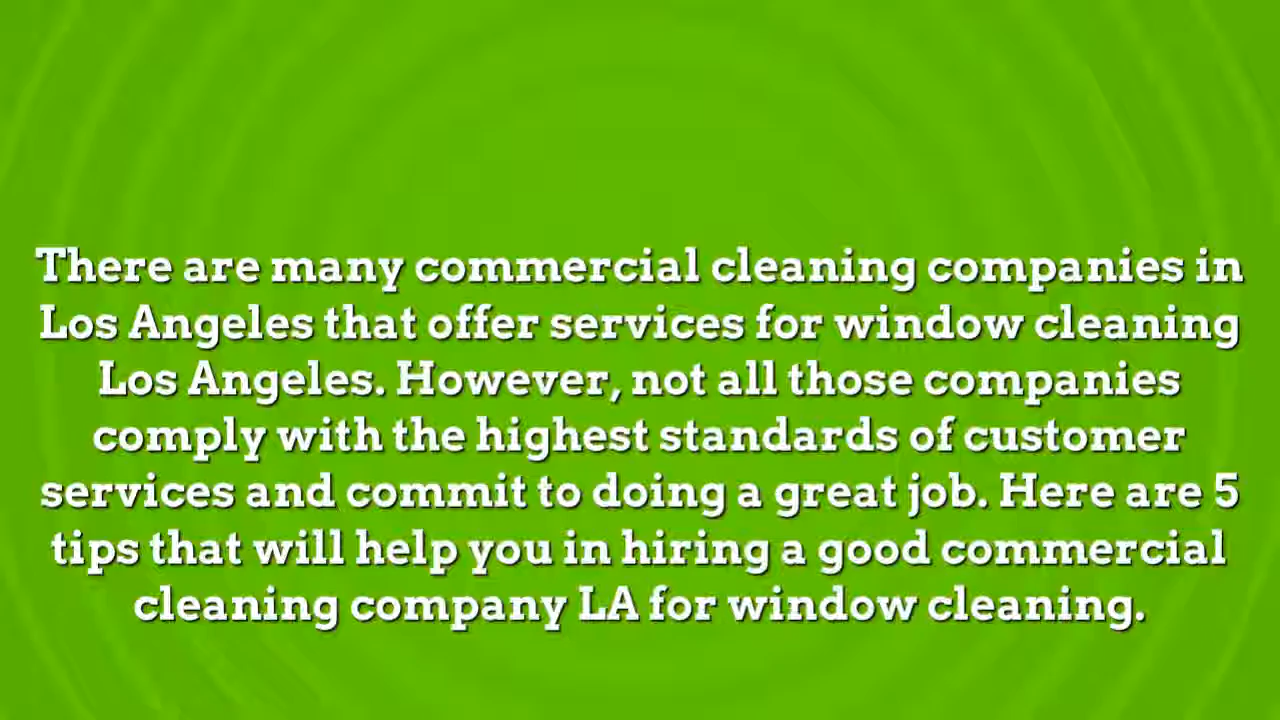 There are many commercial cleaning companies in
Los Angeles that offer services for window cleaning
Los Angeles. However, not all those companies
comply with the highest standards of customer
services and commit to doing a great job. Here are 5
tips that will help you in hiring a good commercial
cleaning company LA for window cleaning.